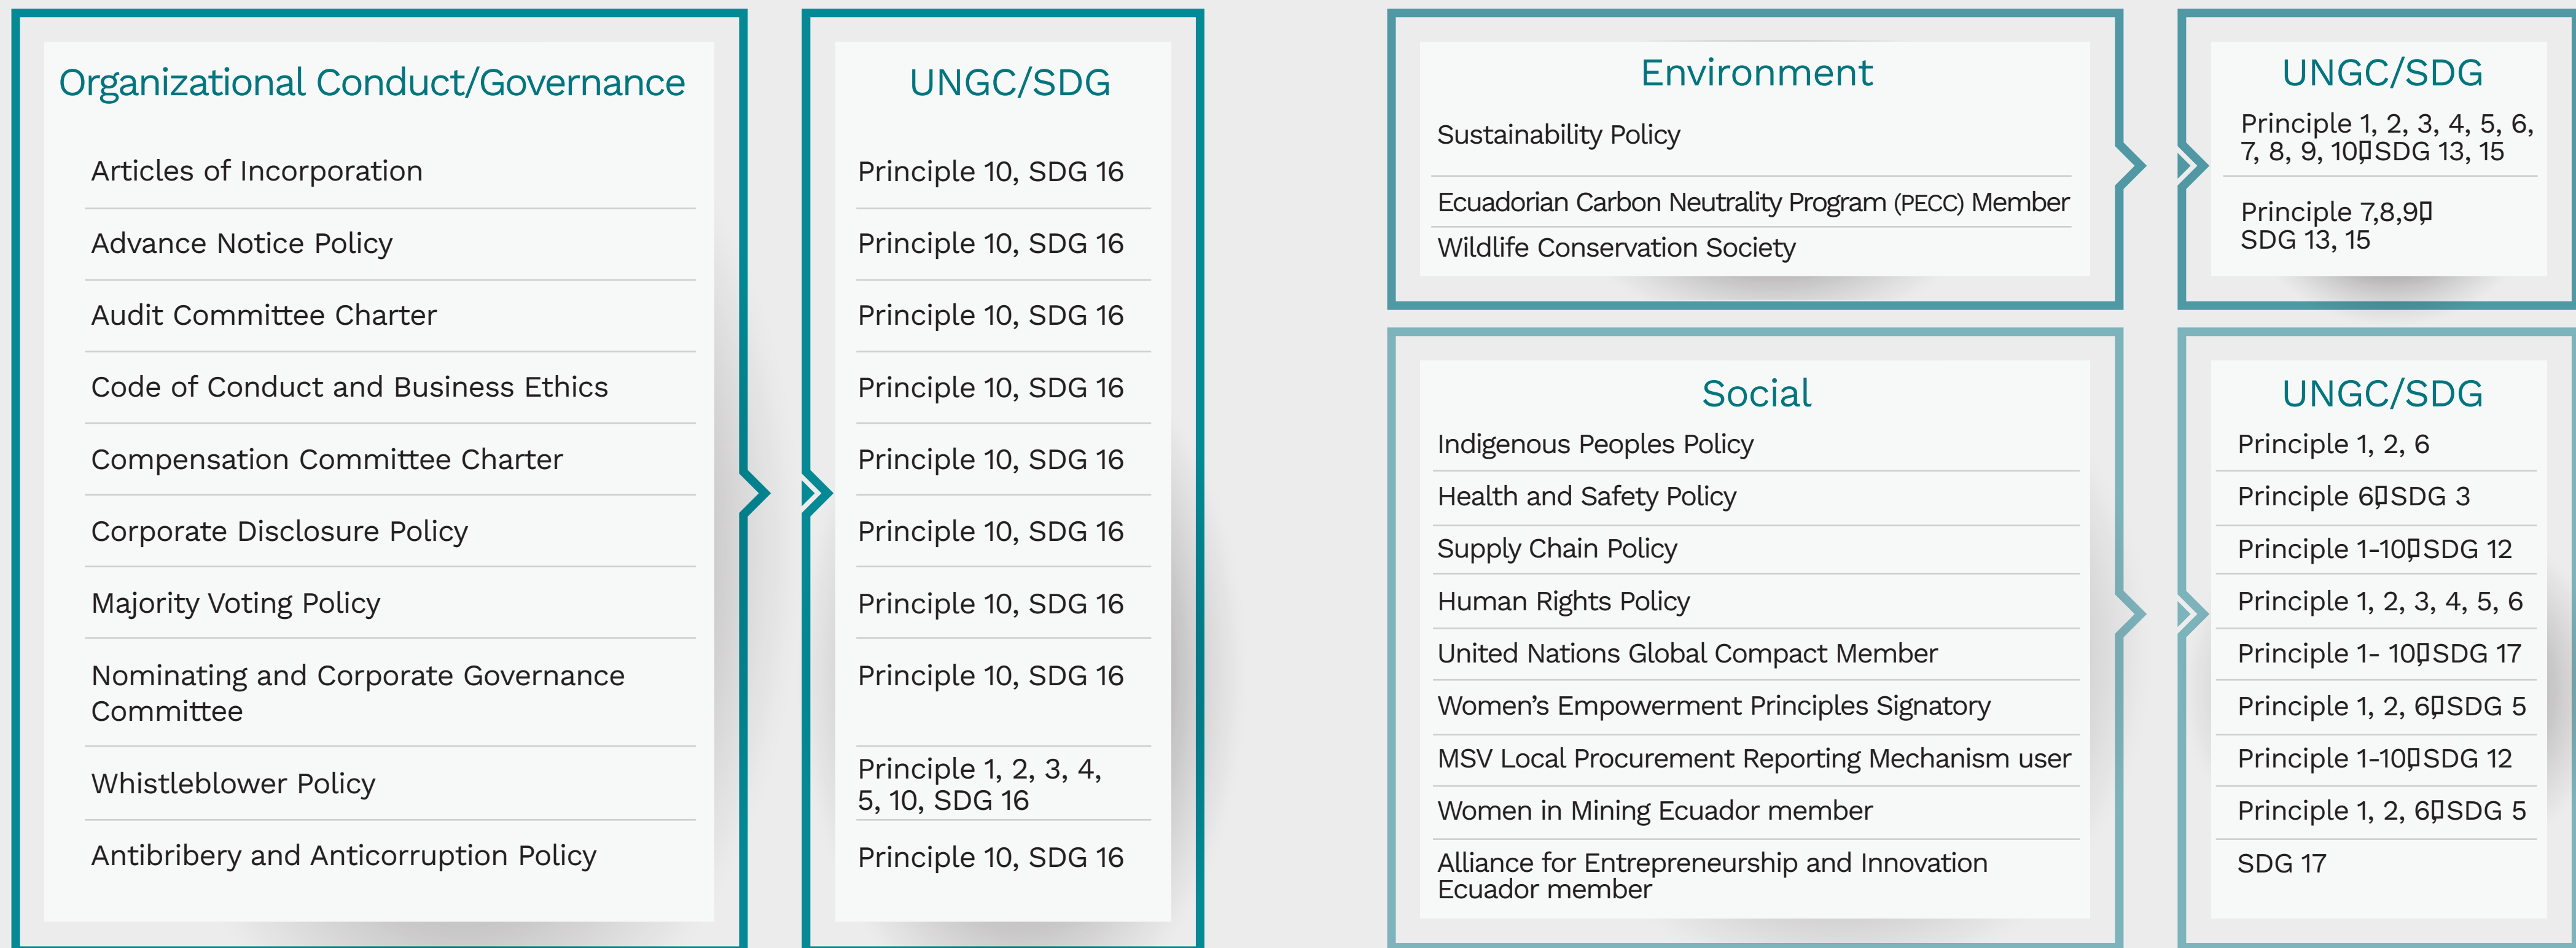 Organizational Conduct/Governance
Articles of Incorporation
Advance Notice Policy
Audit Committee Charter
Code of Conduct and Business Ethics
Compensation Committee Charter
Corporate Disclosure Policy
Majority Voting Policy
Nominating and Corporate Governance
Committee
Whistleblower Policy
Antibribery and Anticorruption Policy
UNGC/SDG
Principle 10, SDG 16
Principle 10, SDG 16
Principle 10, SDG 16
Principle 10, SDG 16
Principle 10, SDG 16
Principle 10, SDG 16
Principle 10, SDG 16
Principle 10, SDG 16
Principle 1, 2, 3, 4,
5, 10, SDG 16
Principle 10, SDG 16
Environment
Sustainability Policy
Ecuadorian Carbon Neutrality Program (PECC) Member
Wildlife Conservation Society
UNGC/SDG
Principle 1, 2, 3, 4, 5, 6,
7, 8, 9, 10,▯SDG 13, 15
Principle 7,8,9,▯
SDG 13, 15
Social
Indigenous Peoples Policy
Health and Safety Policy
Supply Chain Policy
Human Rights Policy
United Nations Global Compact Member
Women’s Empowerment Principles Signatory
MSV Local Procurement Reporting Mechanism user
Women in Mining Ecuador member
Alliance for Entrepreneurship and Innovation
Ecuador member
UNGC/SDG
Principle 1, 2, 6
Principle 6,▯SDG 3
Principle 1-10,▯SDG 12
Principle 1, 2, 3, 4, 5, 6
Principle 1- 10,▯SDG 17
Principle 1, 2, 6,▯SDG 5
Principle 1-10,▯SDG 12
Principle 1, 2, 6,▯SDG 5
SDG 17